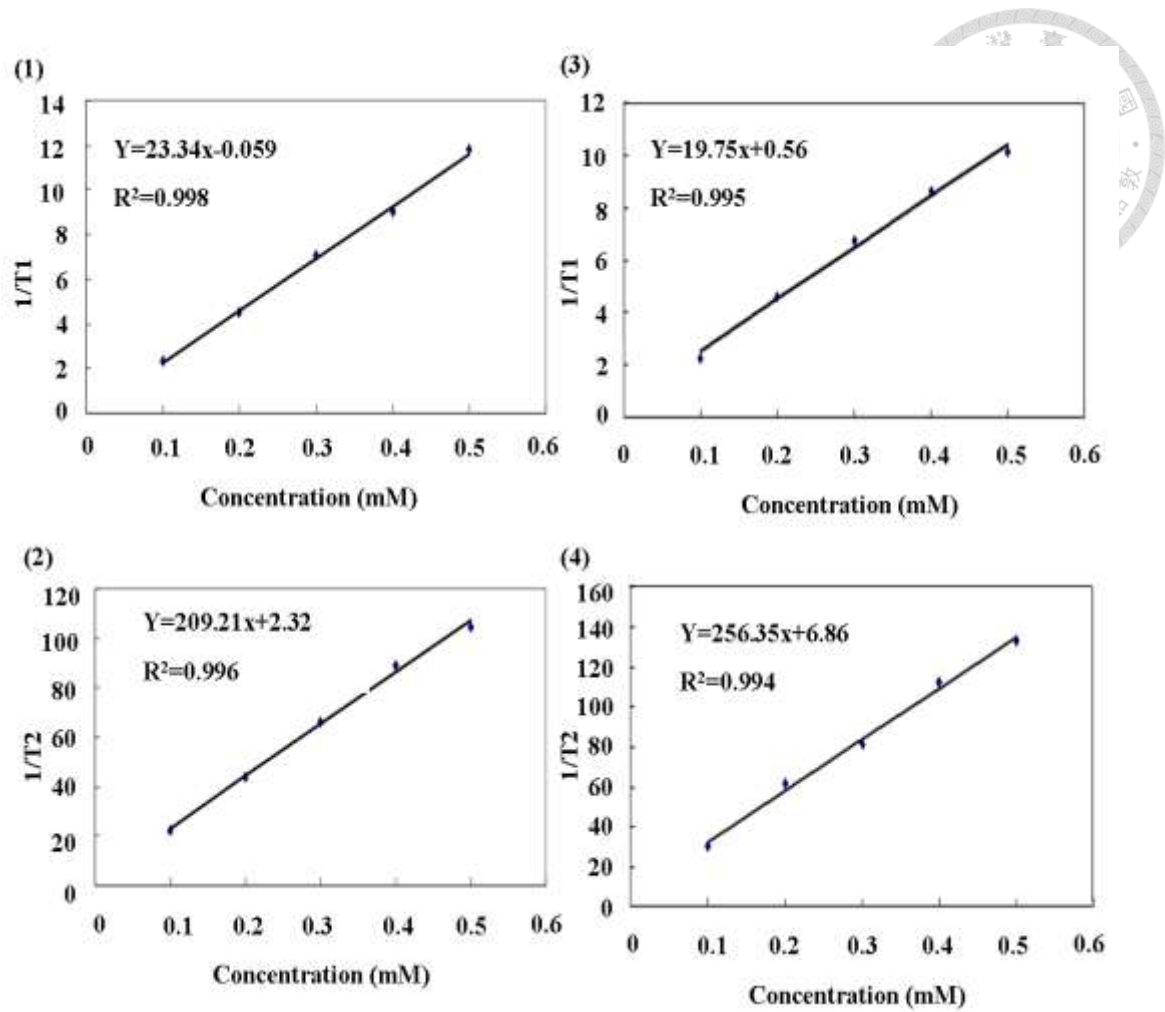 (1)
14
12
10
8
6
4
2
0
1/T1
Y=23.34x-0.059
R²=0.998
0 0.1 0.2 0.3 0.4 0.5 0.6
Concentration (mM)
(3)
12
10
8
6
4
2
0
1/T1
Y=19.75x+0.56
R²=0.995
0 0.1 0.2 0.3 0.4 0.5 0.6
Concentration (mM)
(2)
120
100
80
60
40
20
0
1/T2
Y=209.21x+2.32
R²=0.996
0 0.1 0.2 0.3 0.4 0.5 0.6
Concentration (mM)
(4)
160
140
120
100
80
60
40
20
0
1/T2
Y=256.35x+6.86
R²=0.994
0 0.1 0.2 0.3 0.4 0.5 0.6
Concentration (mM)